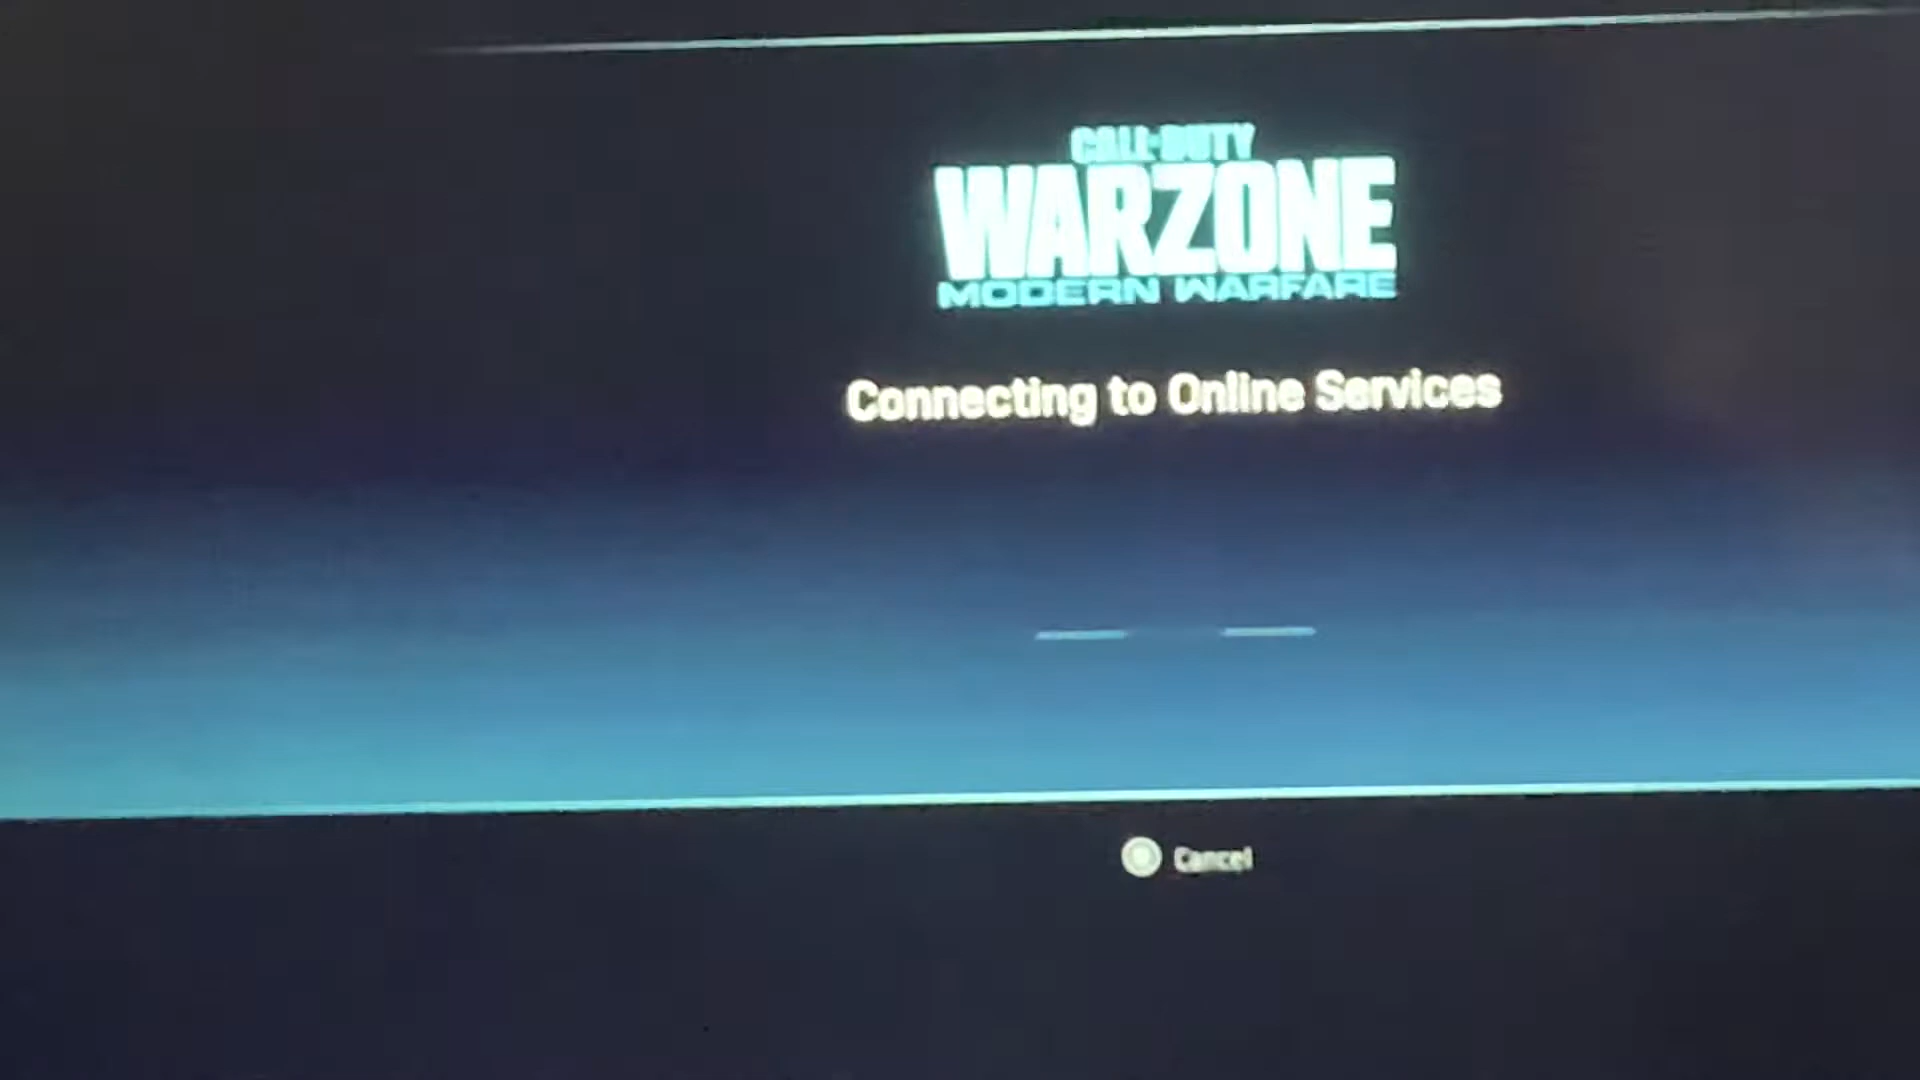 CALL OF DUTY
WARZONE
MODERN WARFARE
Connecting to Online Services
Cancel